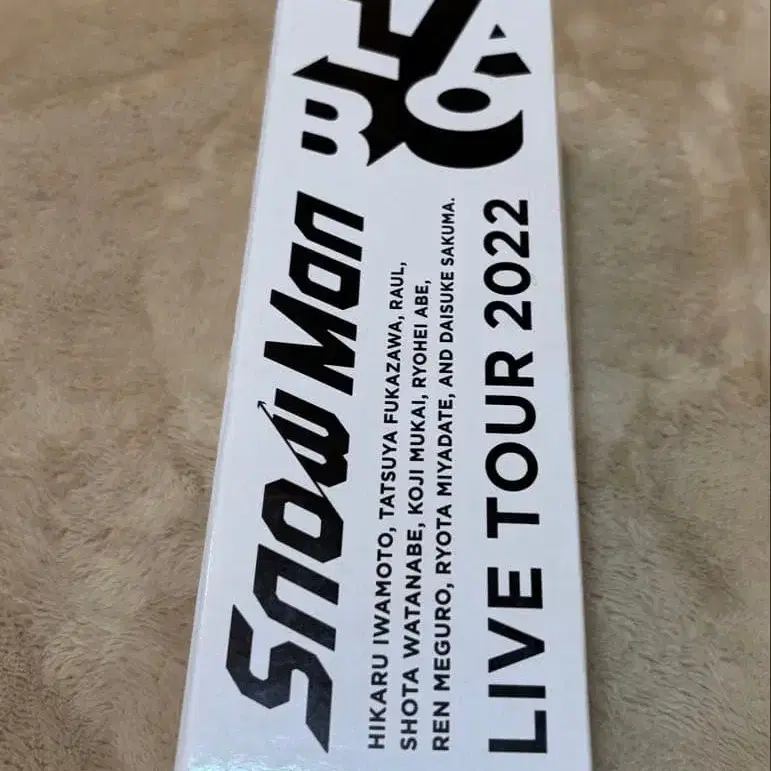 Snow Man
HIKARU IWAMOTO, TATSUYA FUKAZAWA, RAUL,
SHOTA WATANABE, KOJI MUKAI, RYOHEI ABE,
REN MEGURO, RYOTA MIYADATE, AND DAISUKE SAKUMA.
LIVE TOUR 2022